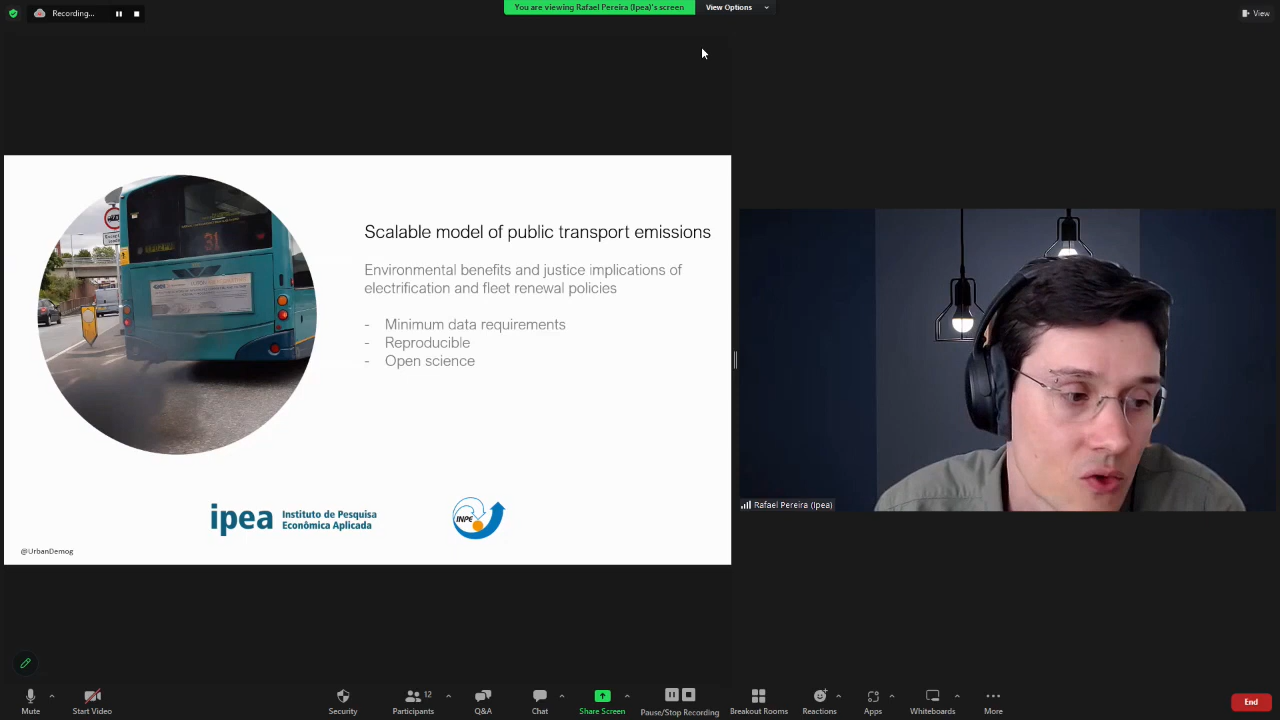 Recording...
You are viewing Rafael Pereira (Ipea)'s screen
View Options
View
31
Scalable model of public transport emissions
Environmental benefits and justice implications of
electrification and fleet renewal policies
- Minimum data requirements
- Reproducible
- Open science
ipea Instituto de Pesquisa
Econômica Aplicada
INPE
@UrbanDemog
Rafael Pereira (Ipea)
Mute
Start Video
Security
Participants
12
Q&A
Chat
Share Screen
Pause/Stop Recording
Breakout Rooms
Reactions
Apps
Whiteboards
More
End